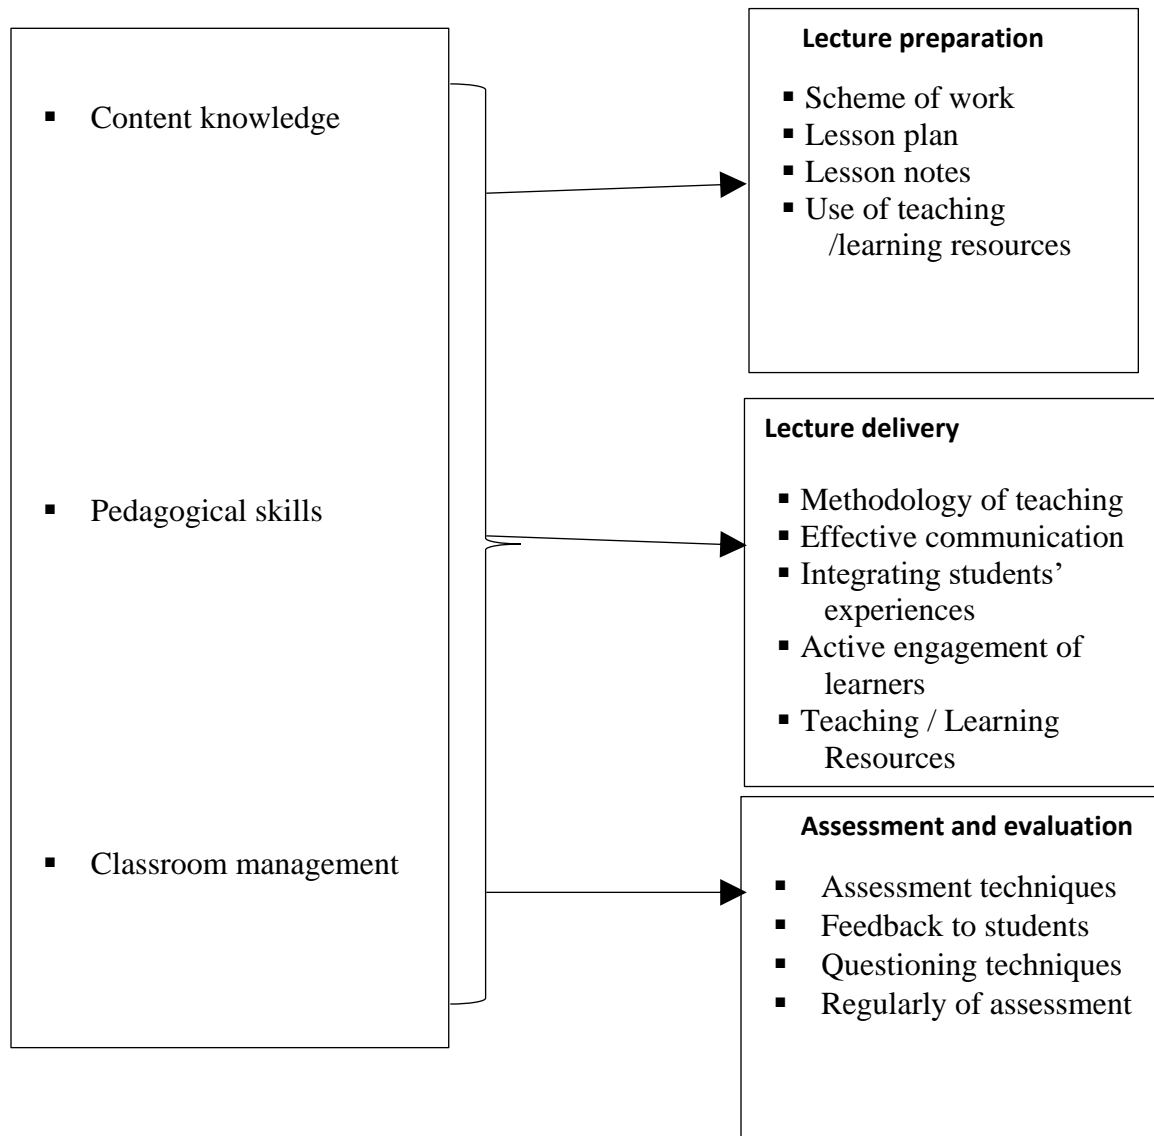 ▪ Content knowledge
▪ Pedagogical skills
▪ Classroom management
Lecture preparation
▪ Scheme of work
▪ Lesson plan
▪ Lesson notes
▪ Use of teaching
/learning resources
Lecture delivery
▪ Methodology of teaching
▪ Effective communication
▪ Integrating students’
experiences
▪ Active engagement of
learners
▪ Teaching / Learning
Resources
Assessment and evaluation
▪ Assessment techniques
▪ Feedback to students
▪ Questioning techniques
▪ Regularly of assessment